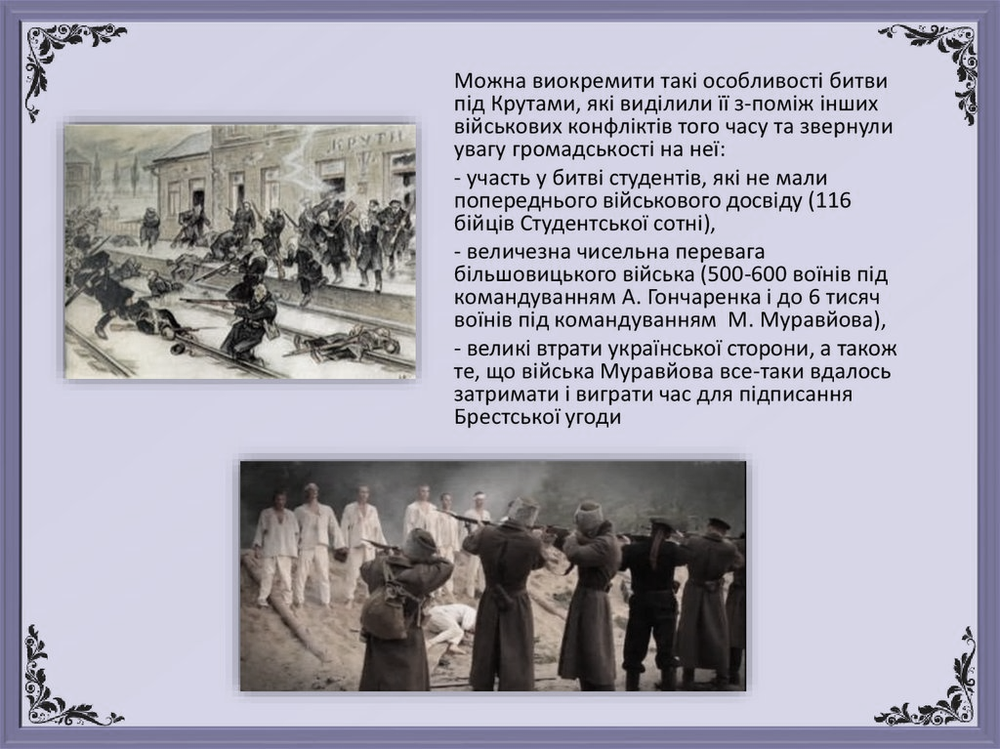 Можна виокремити такі особливості битви
під Крутами, які виділили її з-поміж інших
військових конфліктів того часу та звернули
увагу громадськості на неї:
- участь у битві студентів, які не мали
попереднього військового досвіду (116
бійців Студентської сотні),
- величезна чисельна перевага
більшовицького війська (500-600 воїнів під
командуванням А. Гончаренка і до 6 тисяч
воїнів під командуванням М. Муравйова),
- великі втрати української сторони, а також
те, що війська Муравйова все-таки вдалось
затримати і виграти час для підписання
Брестської угоди
КРУТИ